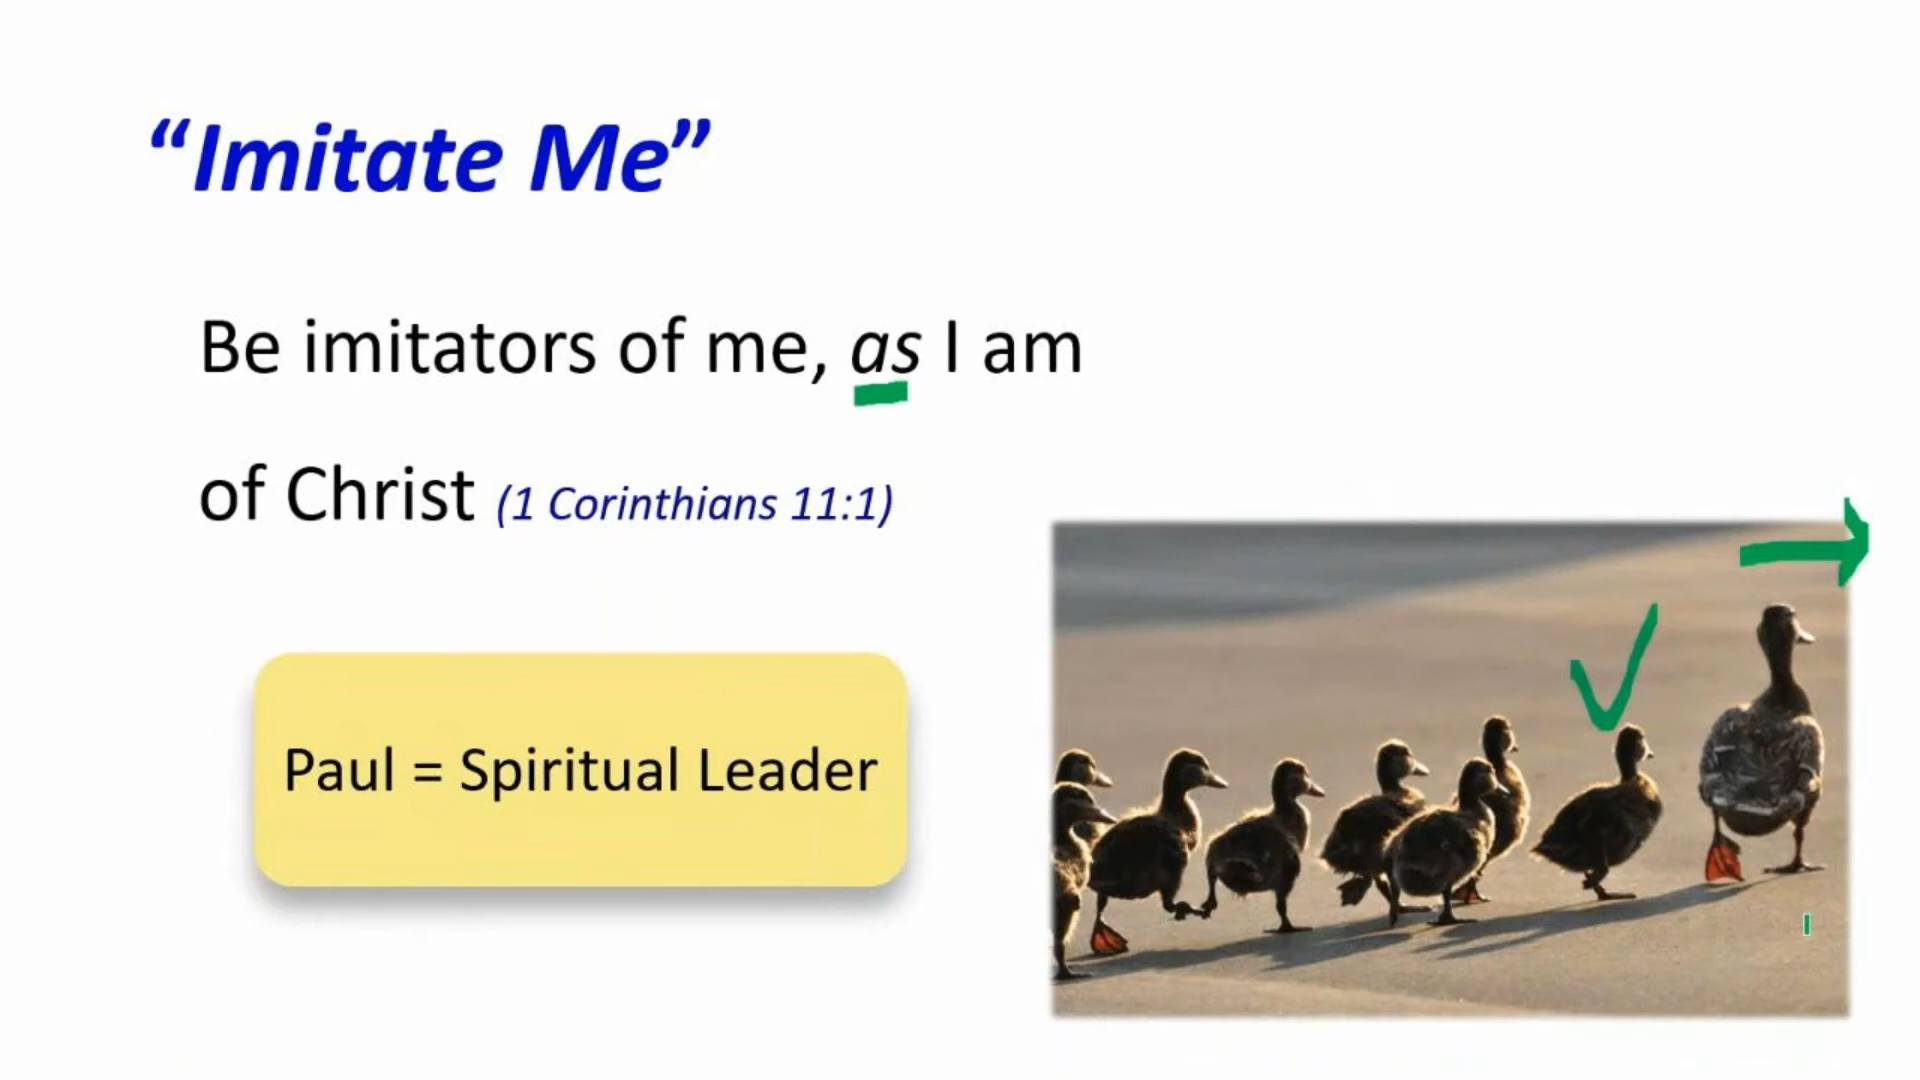 “Imitate Me”
Be imitators of me, as I am
of Christ (1 Corinthians 11:1)
Paul = Spiritual Leader